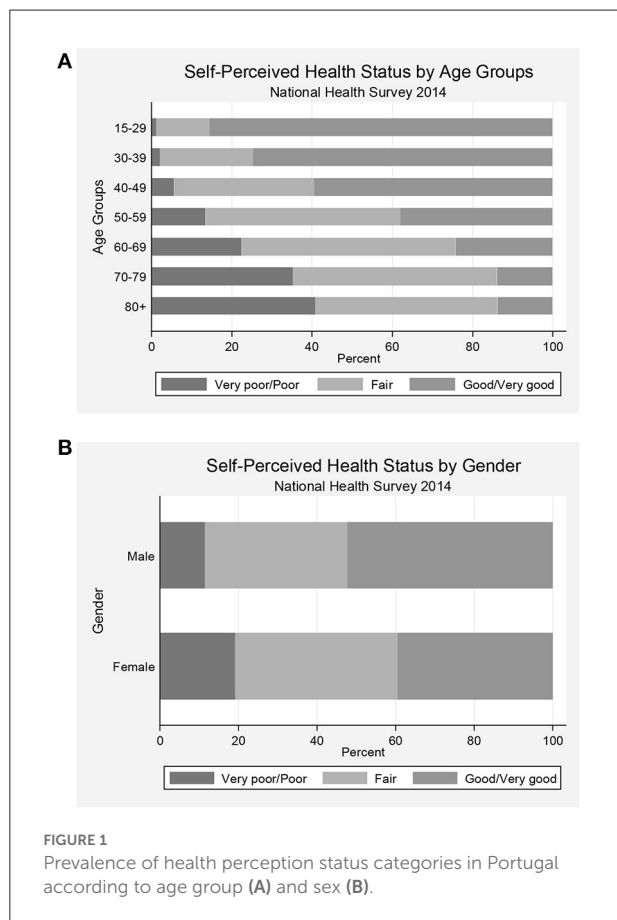 A
Self-Perceived Health Status by Age Groups
National Health Survey 2014
Age Groups
15-29
30-39
40-49
50-59
60-69
70-79
80+
0 20 40 60 80 100
Percent
Very poor/Poor Fair Good/Very good
B
Self-Perceived Health Status by Gender
National Health Survey 2014
Gender
Male
Female
0 20 40 60 80 100
Percent
Very poor/Poor Fair Good/Very good
FIGURE 1
Prevalence of health perception status categories in Portugal
according to age group (A) and sex (B).